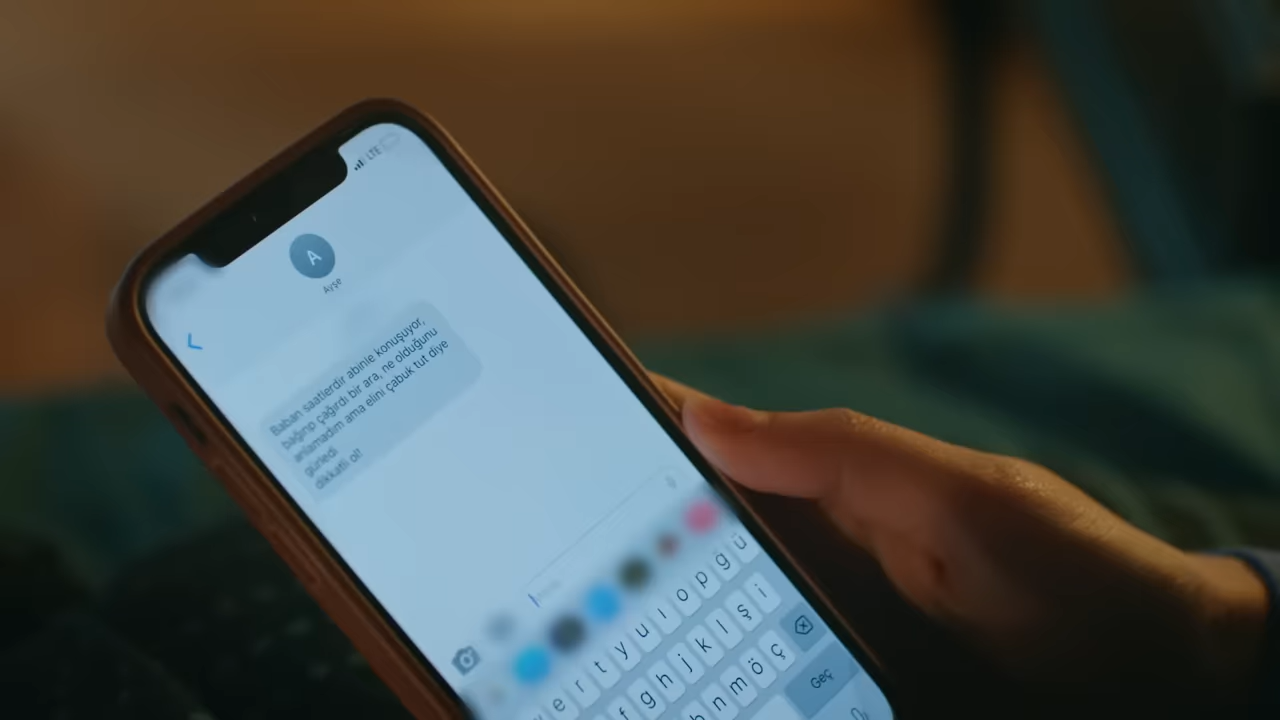 LTE
A
Ayşe
Baban saatlerdir abinle konuşuyor,
bağırıp çağırdı bir ara, ne olduğunu
anlamadım ama elini çabuk tut diye
gürledi
dikkatli ol!
e r t y u ı o p ğ ü
f g h j k l ş i
b n m ö ç
Geç